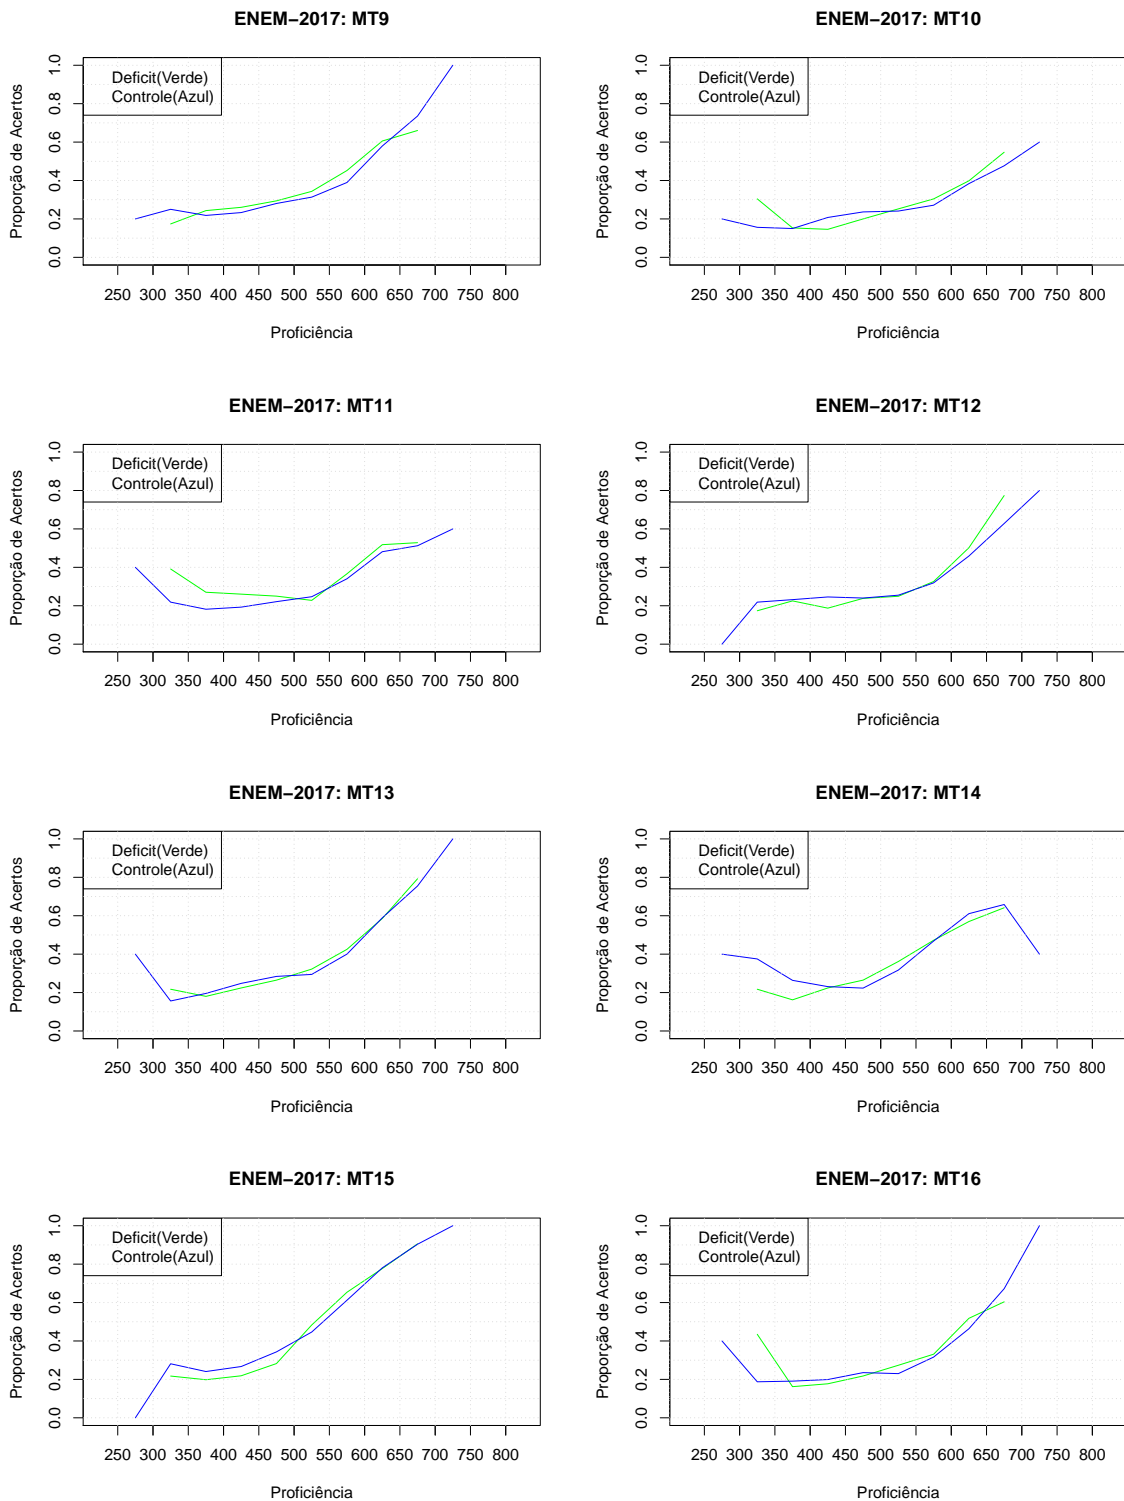 ENEM−2017: MT9
Deficit(Verde)
Controle(Azul)
Proporção de Acertos
0.0 0.2 0.4 0.6 0.8 1.0
250 300 350 400 450 500 550 600 650 700 750 800
Proficiência
ENEM−2017: MT10
Deficit(Verde)
Controle(Azul)
Proporção de Acertos
0.0 0.2 0.4 0.6 0.8 1.0
250 300 350 400 450 500 550 600 650 700 750 800
Proficiência
ENEM−2017: MT11
Deficit(Verde)
Controle(Azul)
Proporção de Acertos
0.0 0.2 0.4 0.6 0.8 1.0
250 300 350 400 450 500 550 600 650 700 750 800
Proficiência
ENEM−2017: MT12
Deficit(Verde)
Controle(Azul)
Proporção de Acertos
0.0 0.2 0.4 0.6 0.8 1.0
250 300 350 400 450 500 550 600 650 700 750 800
Proficiência
ENEM−2017: MT13
Deficit(Verde)
Controle(Azul)
Proporção de Acertos
0.0 0.2 0.4 0.6 0.8 1.0
250 300 350 400 450 500 550 600 650 700 750 800
Proficiência
ENEM−2017: MT14
Deficit(Verde)
Controle(Azul)
Proporção de Acertos
0.0 0.2 0.4 0.6 0.8 1.0
250 300 350 400 450 500 550 600 650 700 750 800
Proficiência
ENEM−2017: MT15
Deficit(Verde)
Controle(Azul)
Proporção de Acertos
0.0 0.2 0.4 0.6 0.8 1.0
250 300 350 400 450 500 550 600 650 700 750 800
Proficiência
ENEM−2017: MT16
Deficit(Verde)
Controle(Azul)
Proporção de Acertos
0.0 0.2 0.4 0.6 0.8 1.0
250 300 350 400 450 500 550 600 650 700 750 800
Proficiência